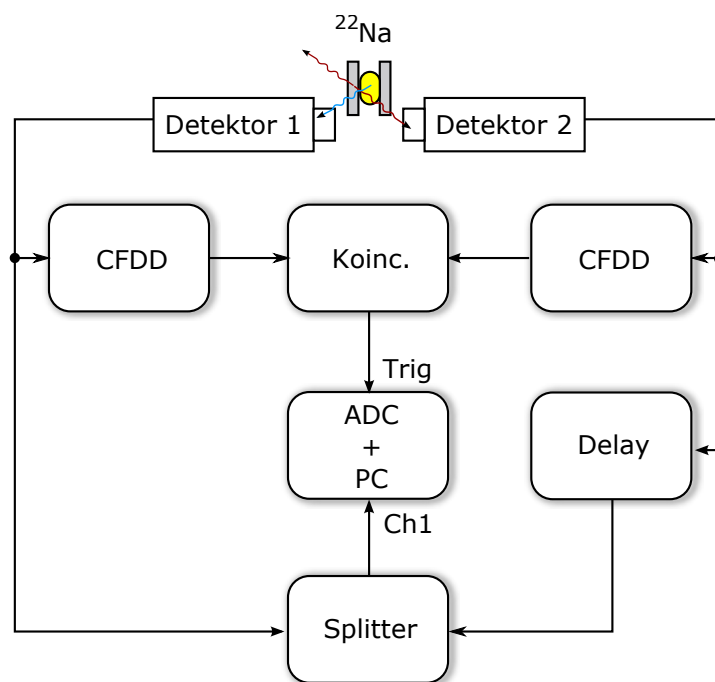 ²²Na
Detektor 1
Detektor 2
CFDD
Koinc.
CFDD
Trig
ADC
+
PC
Delay
Ch1
Splitter